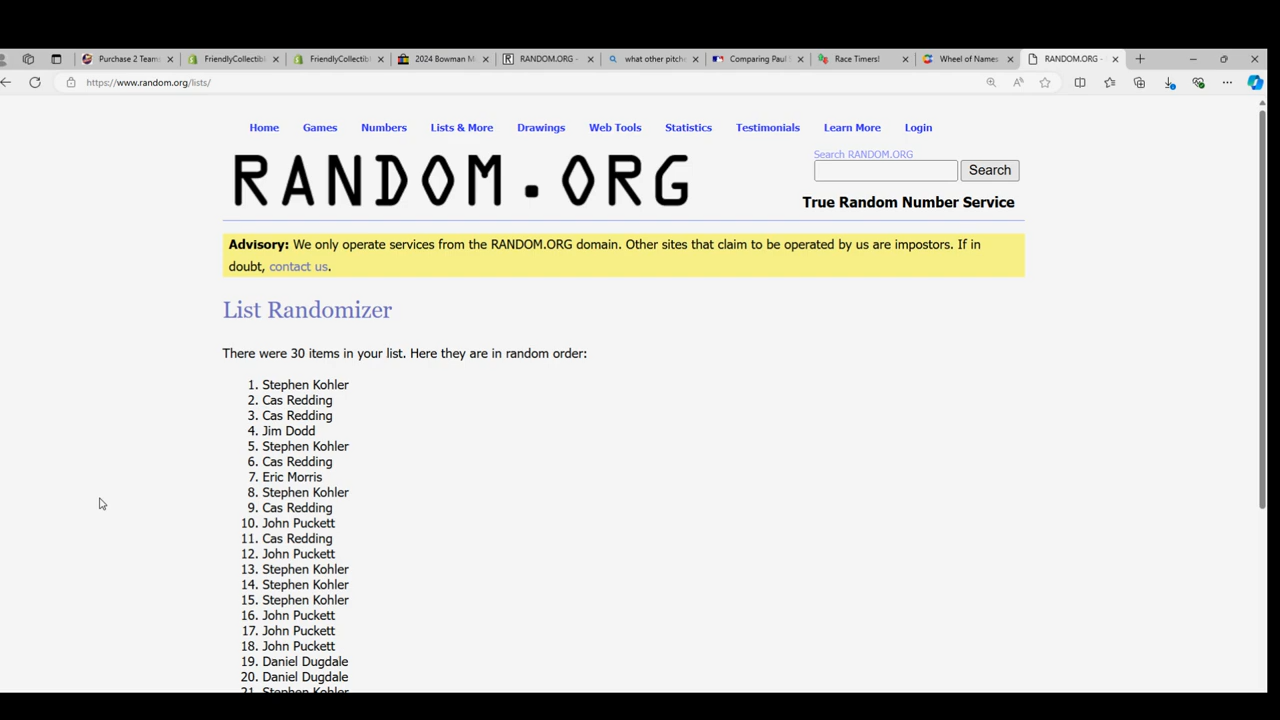 Purchase 2 Teams
FriendlyCollectibl
FriendlyCollectibl
2024 Bowman M
RANDOM.ORG -
what other pitche
Comparing Paul S
Race Timers!
Wheel of Names
RANDOM.ORG -
https://www.random.org/lists/
Home Games Numbers Lists & More Drawings Web Tools Statistics Testimonials Learn More Login
RANDOM.ORG
Search RANDOM.ORG
Search
True Random Number Service
Advisory: We only operate services from the RANDOM.ORG domain. Other sites that claim to be operated by us are impostors. If in
doubt, contact us.
List Randomizer
There were 30 items in your list. Here they are in random order:
1. Stephen Kohler
2. Cas Redding
3. Cas Redding
4. Jim Dodd
5. Stephen Kohler
6. Cas Redding
7. Eric Morris
8. Stephen Kohler
9. Cas Redding
10. John Puckett
11. Cas Redding
12. John Puckett
13. Stephen Kohler
14. Stephen Kohler
15. Stephen Kohler
16. John Puckett
17. John Puckett
18. John Puckett
19. Daniel Dugdale
20. Daniel Dugdale
21. Stephen Kohler